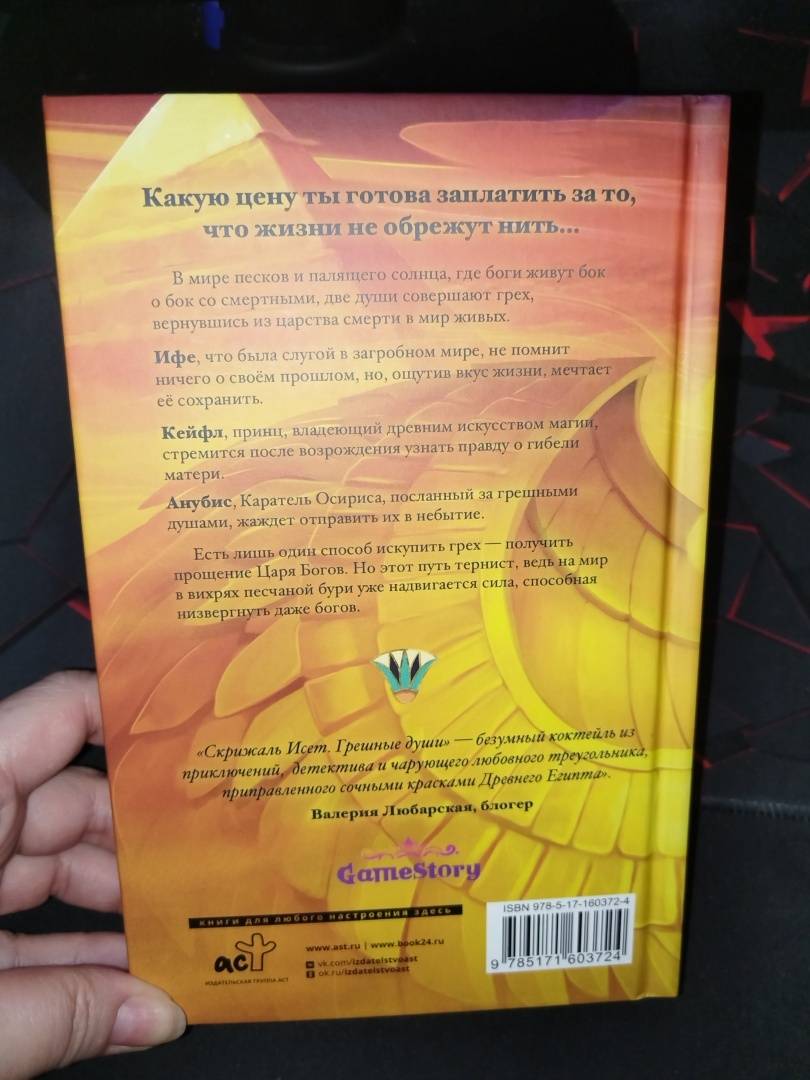 Какую цену ты готова заплатить за то,
что жизни не обрежут нить...
В мире песков и палящего солнца, где боги живут бок
о бок со смертными, две души совершают грех,
вернувшись из царства смерти в мир живых.
Ифе, что была слугой в загробном мире, не помнит
ничего о своём прошлом, но, ощутив вкус жизни, мечтает
её сохранить.
Кейфл, принц, владеющий древним искусством магии,
стремится после возрождения узнать правду о гибели
матери.
Анубис, Каратель Осириса, посланный за грешными
душами, жаждет отправить их в небытие.
Есть лишь один способ искупить грех — получить
прощение Царя Богов. Но этот путь тернист, ведь на мир
в вихрях песчаной бури уже надвигается сила, способная
низвергнуть даже богов.
«Скрижаль Исет. Грешные души» — безумный коктейль из
приключений, детектива и чарующего любовного треугольника,
приправленного сочными красками Древнего Египта».
Валерия Любарская, блогер
GameStory
книги для любого настроения здесь
аст
ИЗДАТЕЛЬСКАЯ ГРУППА АСТ
www.ast.ru | www.book24.ru
vk.com/izdatelstvoast
ok.ru/izdatelstvoast
ISBN 978-5-17-160372-4
9 785171 603724